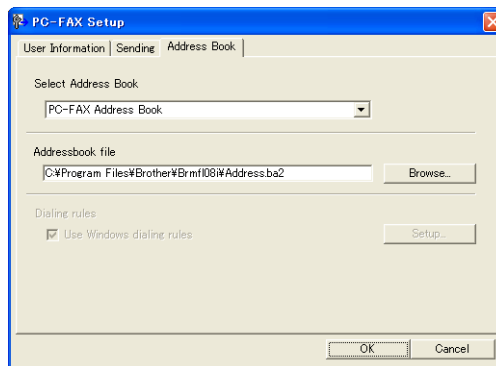 PC-FAX Setup
User Information Sending Address Book
Select Address Book
PC-FAX Address Book
Addressbook file
C:¥Program Files¥Brother¥Brmfl08i¥Address.ba2 Browse...
Dialing rules
Use Windows dialing rules Setup...
OK Cancel